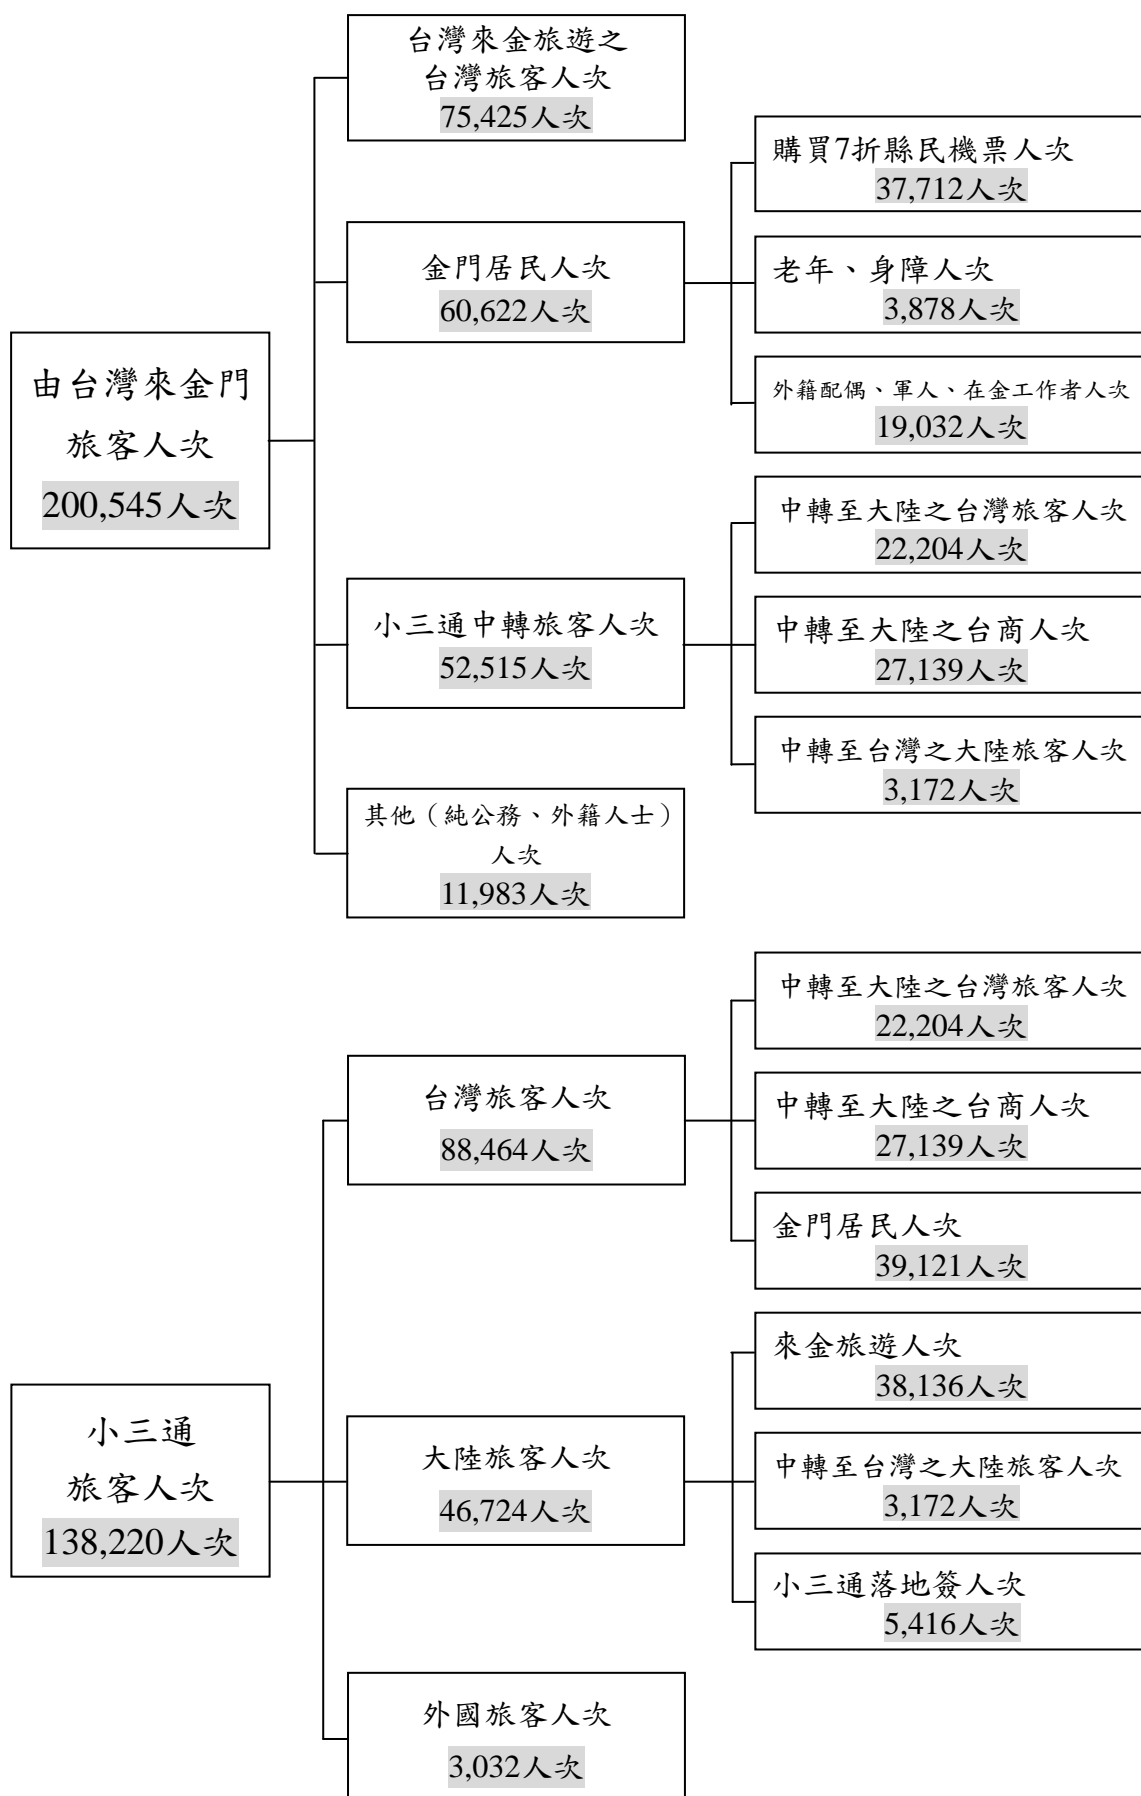 台灣來金旅遊之
台灣旅客人次
75,425人次
購買7折縣民機票人次
37,712人次
金門居民人次
60,622人次
老年、身障人次
3,878人次
由台灣來金門
旅客人次
200,545人次
外籍配偶、軍人、在金工作者人次
19,032人次
中轉至大陸之台灣旅客人次
22,204人次
小三通中轉旅客人次
52,515人次
中轉至大陸之台商人次
27,139人次
中轉至台灣之大陸旅客人次
3,172人次
其他（純公務、外籍人士）
人次
11,983人次
中轉至大陸之台灣旅客人次
22,204人次
台灣旅客人次
88,464人次
中轉至大陸之台商人次
27,139人次
金門居民人次
39,121人次
來金旅遊人次
38,136人次
小三通
旅客人次
138,220人次
大陸旅客人次
46,724人次
中轉至台灣之大陸旅客人次
3,172人次
小三通落地簽人次
5,416人次
外國旅客人次
3,032人次